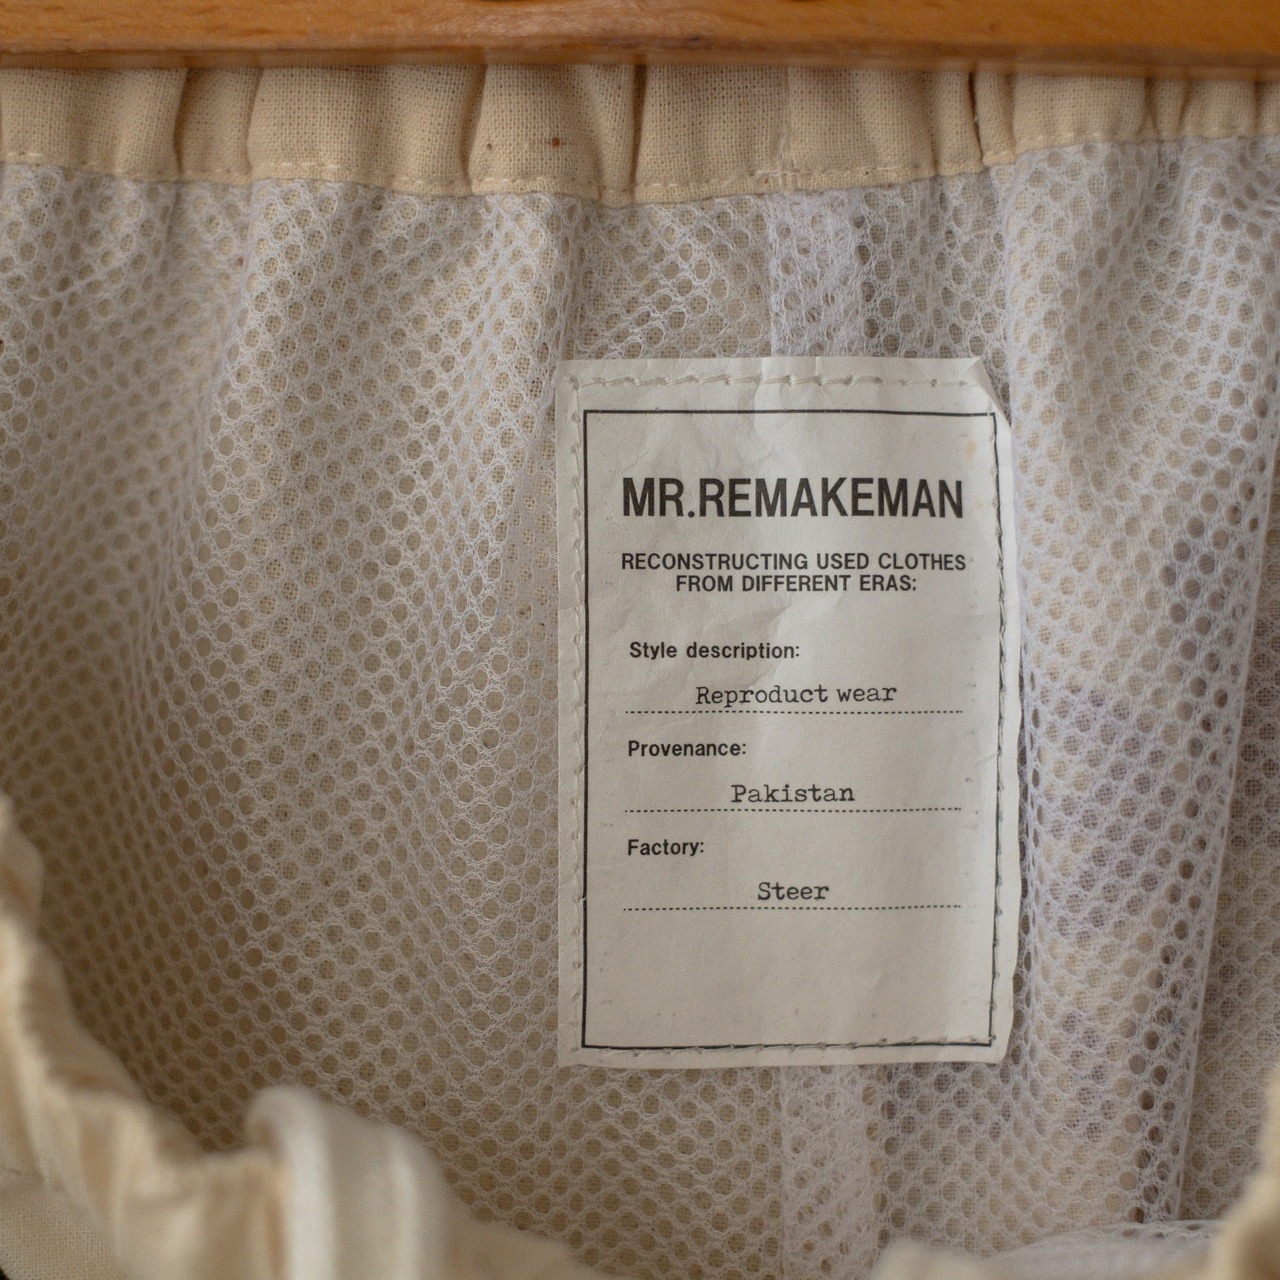 MR.REMAKEMAN
RECONSTRUCTING USED CLOTHES
FROM DIFFERENT ERAS:
Style description:
Reproduct wear
Provenance:
Pakistan
Factory:
Steer